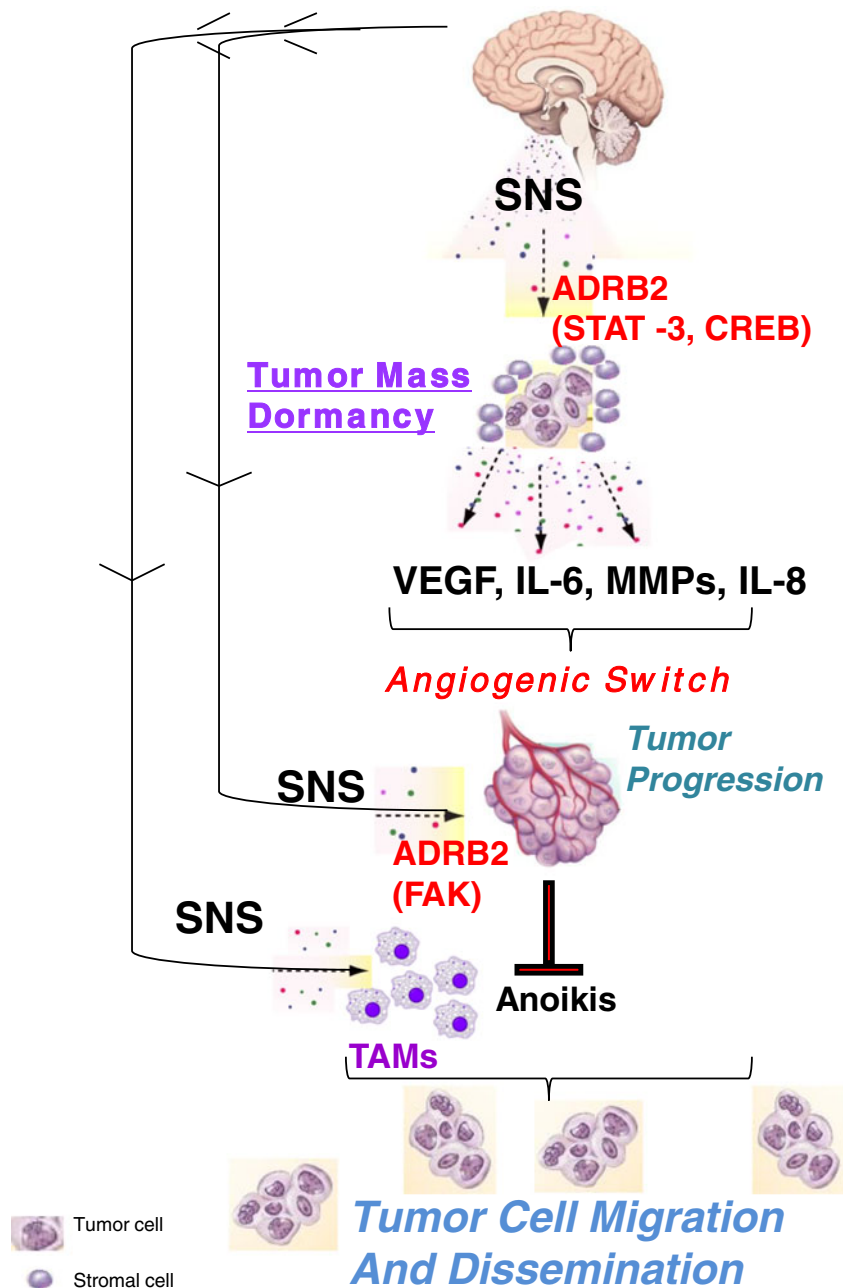 SNS
ADRB2
(STAT -3, CREB)
Tumor Mass
Dormancy
VEGF, IL-6, MMPs, IL-8
Angiogenic Switch
Tumor
Progression
SNS
ADRB2
(FAK)
SNS
Anoikis
TAMs
Tumor Cell Migration
And Dissemination
Tumor cell
Stromal cell